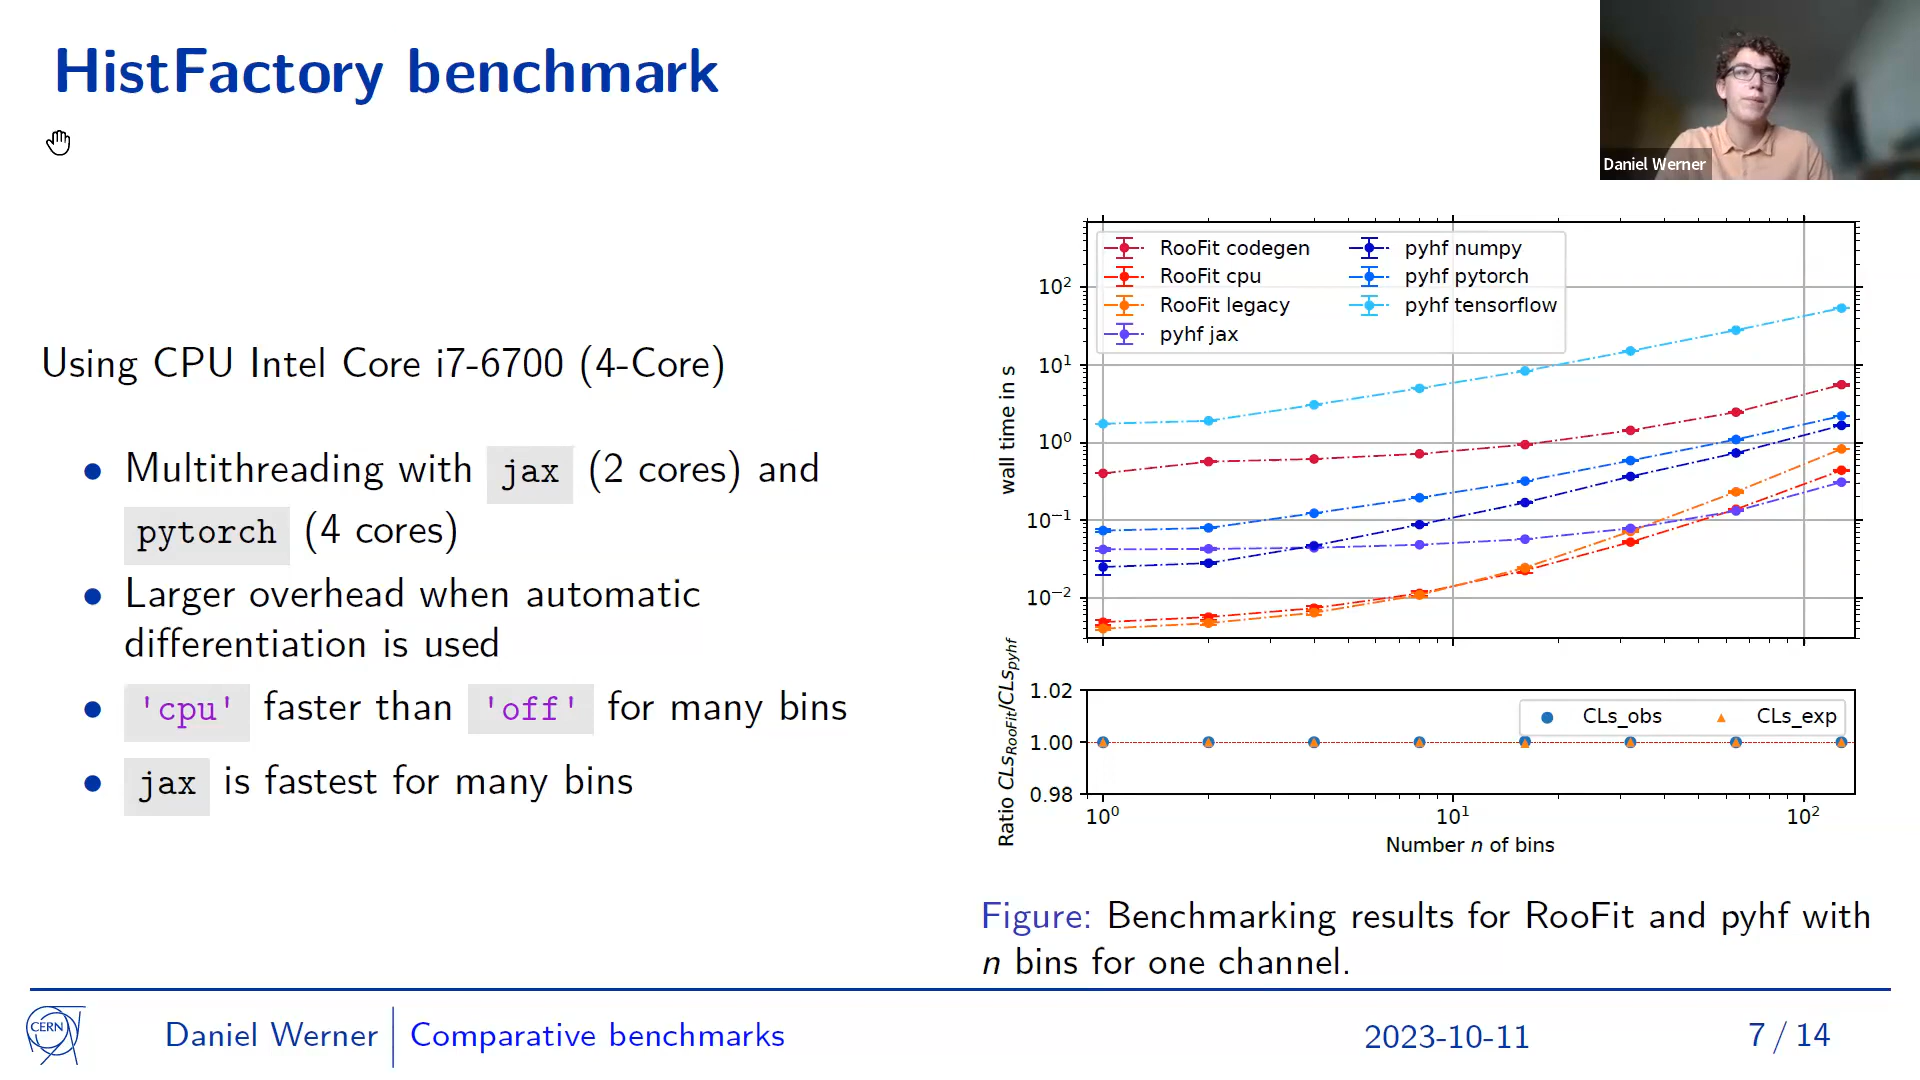 HistFactory benchmark
Daniel Werner
Using CPU Intel Core i7-6700 (4-Core)
• Multithreading with jax (2 cores) and
pytorch (4 cores)
• Larger overhead when automatic
differentiation is used
• 'cpu' faster than 'off' for many bins
• jax is fastest for many bins
RooFit codegen
RooFit cpu
RooFit legacy
pyhf jax
pyhf numpy
pyhf pytorch
pyhf tensorflow
wall time in s
10²
10¹
10⁰
10⁻¹
10⁻²
Ratio CLs_RooFit/CLs_pyhf
1.02
1.00
0.98
CLs_obs
CLs_exp
10⁰
10¹
10²
Number n of bins
Figure: Benchmarking results for RooFit and pyhf with
n bins for one channel.
CERN
Daniel Werner
Comparative benchmarks
2023-10-11
7 / 14